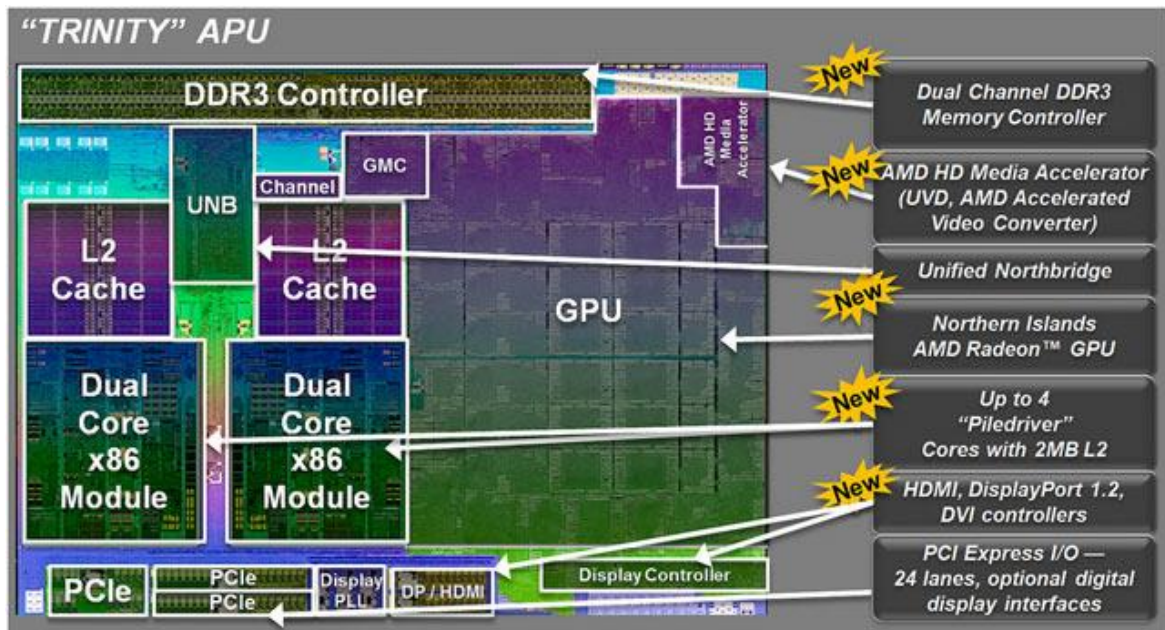 “TRINITY” APU
DDR3 Controller
AMD HD
Media
Accelerator
GMC
Channel
UNB
L2
Cache
L2
Cache
GPU
Dual
Core
x86
Module
Dual
Core
x86
Module
PCIe
PCIe
PCIe
Display
PLL
DP / HDMI
Display Controller
New
Dual Channel DDR3
Memory Controller
New
AMD HD Media Accelerator
(UVD, AMD Accelerated
Video Converter)
Unified Northbridge
New
Northern Islands
AMD Radeon™ GPU
New
Up to 4
“Piledriver”
Cores with 2MB L2
New
HDMI, DisplayPort 1.2,
DVI controllers
PCI Express I/O —
24 lanes, optional digital
display interfaces